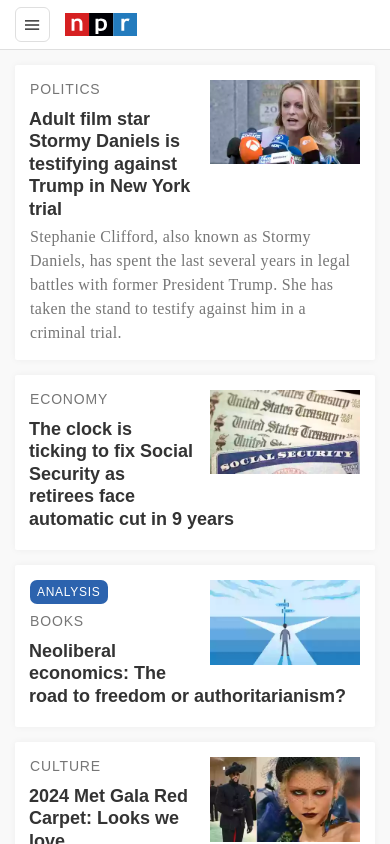 npr
POLITICS
Adult film star
Stormy Daniels is
testifying against
Trump in New York
trial
Stephanie Clifford, also known as Stormy
Daniels, has spent the last several years in legal
battles with former President Trump. She has
taken the stand to testify against him in a
criminal trial.
ECONOMY
The clock is
ticking to fix Social
Security as
retirees face
automatic cut in 9 years
United States Treasury
United States Treasury
SOCIAL SECURITY
ANALYSIS
BOOKS
Neoliberal
economics: The
road to freedom or authoritarianism?
CULTURE
2024 Met Gala Red
Carpet: Looks we
love